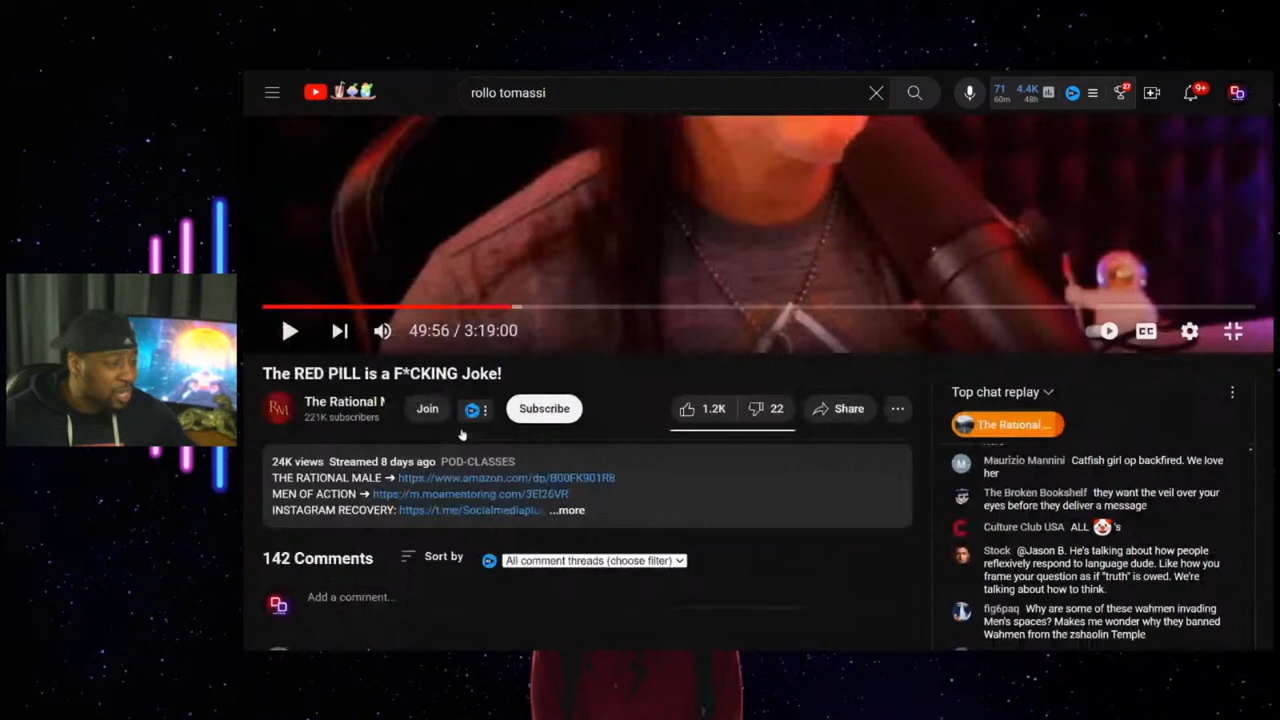 rollo tomassi
71
60m
4.4K
48h
27
9+
49:56 / 3:19:00
CC
The RED PILL is a F*CKING Joke!
RM
The Rational M
221K subscribers
Join
Subscribe
1.2K
22
Share
24K views Streamed 8 days ago POD-CLASSES
THE RATIONAL MALE ➔ https://www.amazon.com/dp/B00FK901R8
MEN OF ACTION ➔ https://m.moamentoring.com/3El26VR
INSTAGRAM RECOVERY: https://t.me/Socialmediaplu ...more
142 Comments
Sort by
All comment threads (choose filter)
Add a comment...
Top chat replay
The Rational ...
Maurizio Mannini Catfish girl op backfired. We love
her
The Broken Bookshelf they want the veil over your
eyes before they deliver a message
Culture Club USA ALL 🤡's
Stock @Jason B. He's talking about how people
reflexively respond to language dude. Like how you
frame your question as if "truth" is owed. We're
talking about how to think.
fig6paq Why are some of these wahmen invading
Men's spaces? Makes me wonder why they banned
Wahmen from the zshaolin Temple